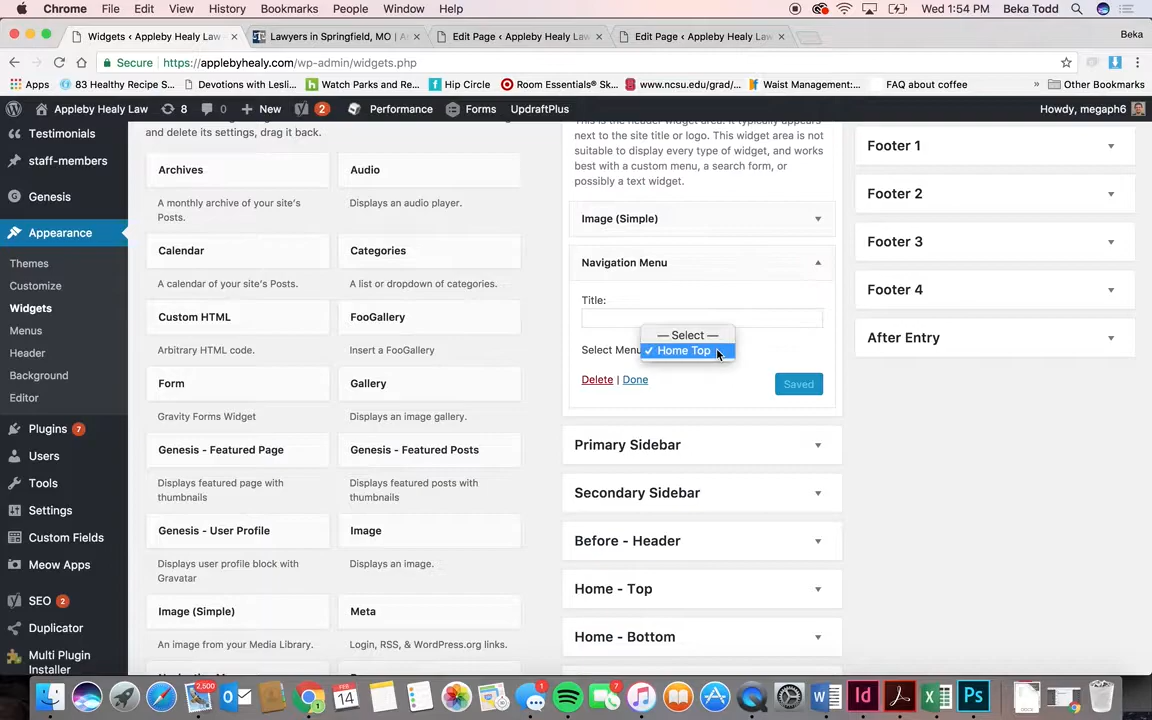 Chrome File Edit View History Bookmarks People Window Help Wed 1:54 PM Beka Todd
Widgets ‹ Appleby Healy Law - × Lawyers in Springfield, MO | A × Edit Page ‹ Appleby Healy Law × Edit Page ‹ Appleby Healy Law × Beka
Secure https://applebyhealy.com/wp-admin/widgets.php
Apps 83 Healthy Recipe S... Devotions with Lesli... Watch Parks and Re... Hip Circle Room Essentials® Sk... www.ncsu.edu/grad/... Waist Management:... FAQ about coffee » Other Bookmarks
Appleby Healy Law 8 0 New 2 Performance Forms UpdraftPlus Howdy, megaph6
Testimonials
staff-members
Genesis
Appearance
Themes
Customize
Widgets
Menus
Header
Background
Editor
Plugins 7
Users
Tools
Settings
Custom Fields
Meow Apps
SEO 2
Duplicator
Multi Plugin
Installer
and delete its settings, drag it back.
Archives
A monthly archive of your site's
Posts.
Audio
Displays an audio player.
Calendar
A calendar of your site's Posts.
Categories
A list or dropdown of categories.
Custom HTML
Arbitrary HTML code.
FooGallery
Insert a FooGallery
Form
Gravity Forms Widget
Gallery
Displays an image gallery.
Genesis - Featured Page
Displays featured page with
thumbnails
Genesis - Featured Posts
Displays featured posts with
thumbnails
Genesis - User Profile
Displays user profile block with
Gravatar
Image
Displays an image.
Image (Simple)
An image from your Media Library.
Meta
Login, RSS, & WordPress.org links.
This is the header widget area. It typically appears
next to the site title or logo. This widget area is not
suitable to display every type of widget, and works
best with a custom menu, a search form, or
possibly a text widget.
Image (Simple)
Navigation Menu
Title:
— Select —
Select Menu ✓ Home Top
Delete | Done Saved
Primary Sidebar
Secondary Sidebar
Before - Header
Home - Top
Home - Bottom
Footer 1
Footer 2
Footer 3
Footer 4
After Entry
2,500
1
FEB
14
1
7
W
Id
X
Ps